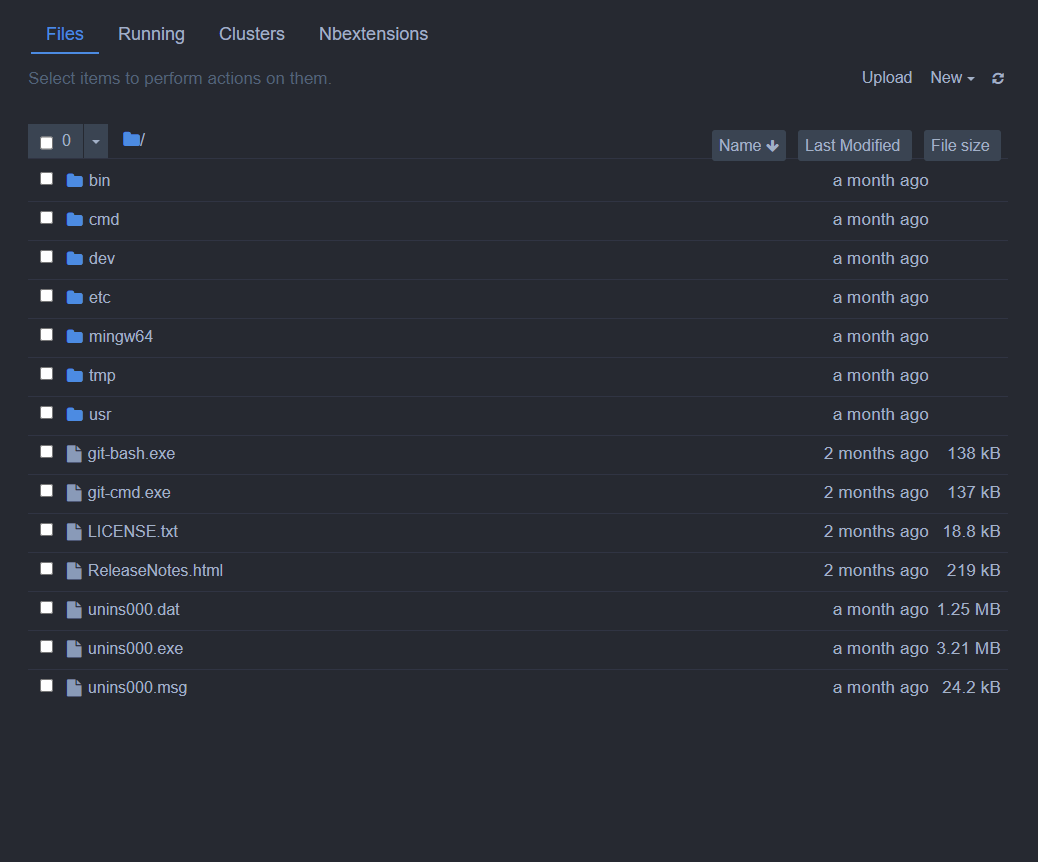 Files Running Clusters Nbextensions
Select items to perform actions on them. Upload New
0 / Name Last Modified File size
bin a month ago
cmd a month ago
dev a month ago
etc a month ago
mingw64 a month ago
tmp a month ago
usr a month ago
git-bash.exe 2 months ago 138 kB
git-cmd.exe 2 months ago 137 kB
LICENSE.txt 2 months ago 18.8 kB
ReleaseNotes.html 2 months ago 219 kB
unins000.dat a month ago 1.25 MB
unins000.exe a month ago 3.21 MB
unins000.msg a month ago 24.2 kB